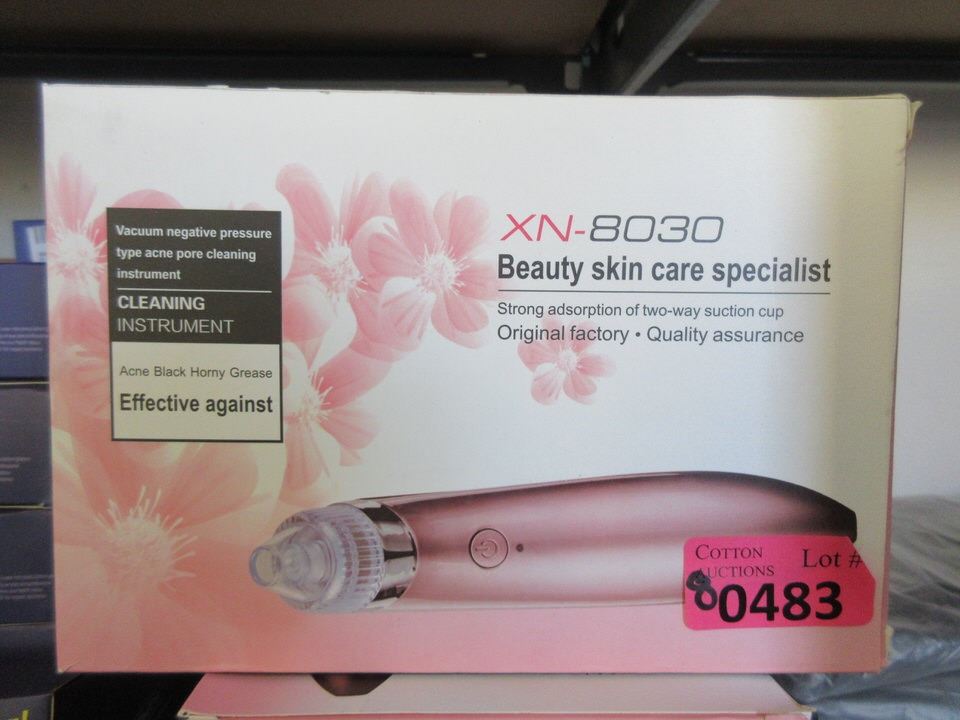 Vacuum negative pressure
type acne pore cleaning
instrument
CLEANING
INSTRUMENT
Acne Black Horny Grease
Effective against
XN-8030
Beauty skin care specialist
Strong adsorption of two-way suction cup
Original factory • Quality assurance
COTTON
AUCTIONS
Lot #
80483